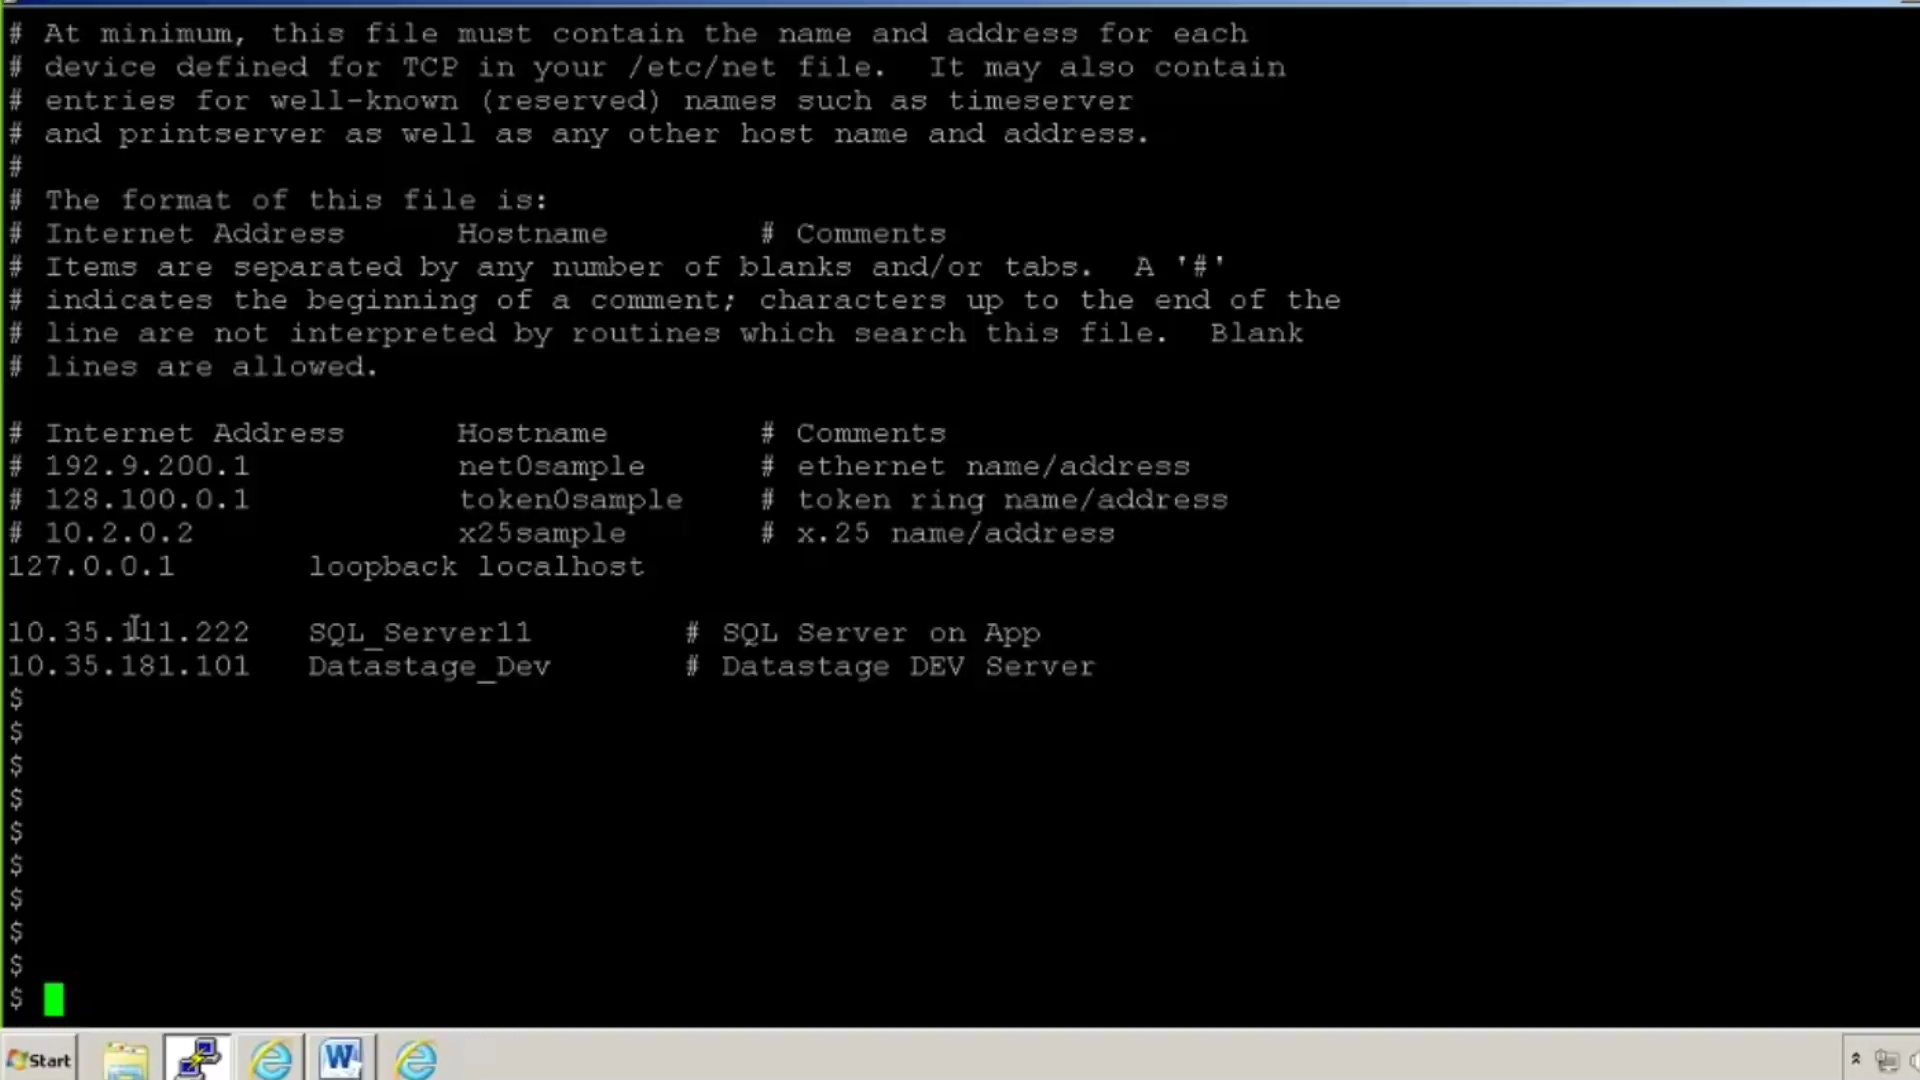 # At minimum, this file must contain the name and address for each
# device defined for TCP in your /etc/net file.  It may also contain
# entries for well-known (reserved) names such as timeserver
# and printserver as well as any other host name and address.
#
# The format of this file is:
# Internet Address      Hostname        # Comments
# Items are separated by any number of blanks and/or tabs.  A '#'
# indicates the beginning of a comment; characters up to the end of the
# line are not interpreted by routines which search this file.  Blank
# lines are allowed.

# Internet Address      Hostname        # Comments
# 192.9.200.1           net0sample      # ethernet name/address
# 128.100.0.1           token0sample    # token ring name/address
# 10.2.0.2              x25sample       # x.25 name/address
127.0.0.1       loopback localhost

10.35.111.222   SQL_Server11        # SQL Server on App
10.35.181.101   Datastage_Dev       # Datastage DEV Server
$
$
$
$
$
$
$
$
$
$
Start